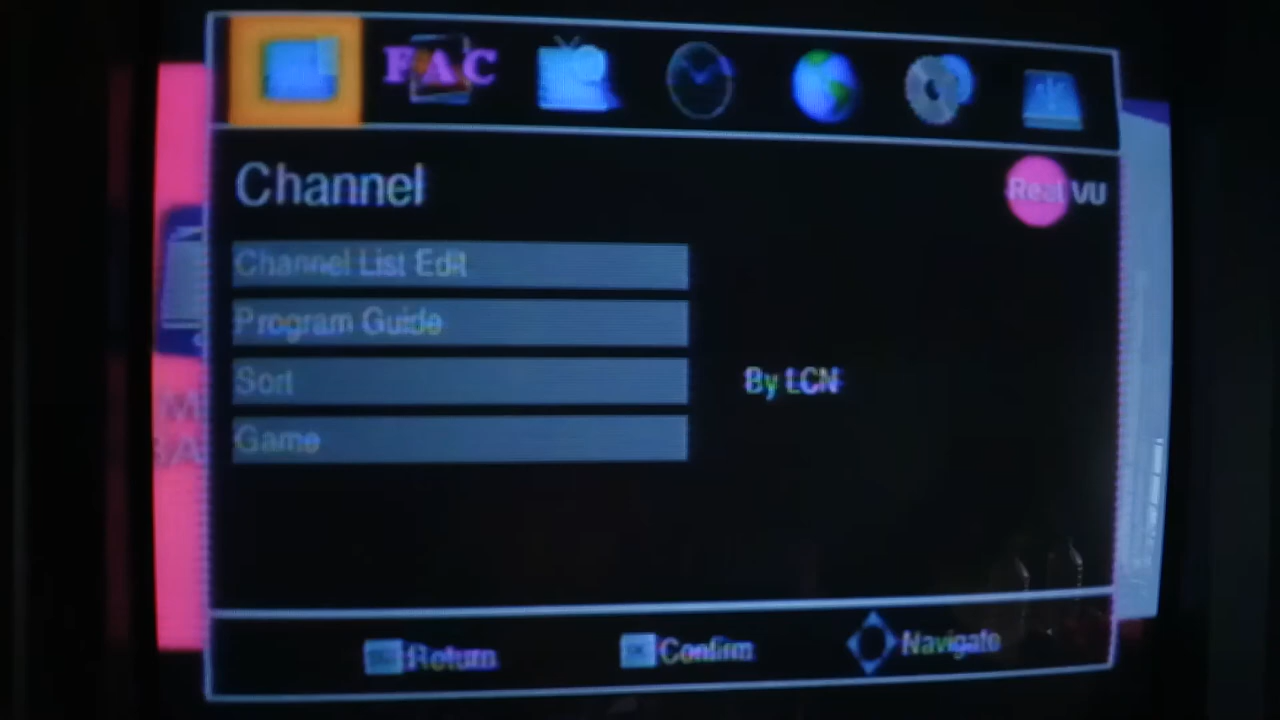 FAC
Channel
Real VU
Channel List Edit
Program Guide
Sort
By LCN
Game
Return
Confirm
Navigate